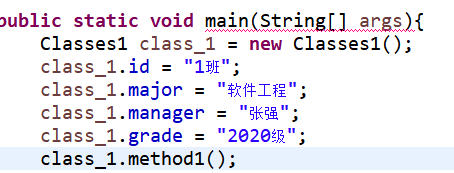 public static void main(String[] args){
Classes1 class_1 = new Classes1();
class_1.id = "1班";
class_1.major = "软件工程";
class_1.manager = "张强";
class_1.grade = "2020级";
class_1.method1();